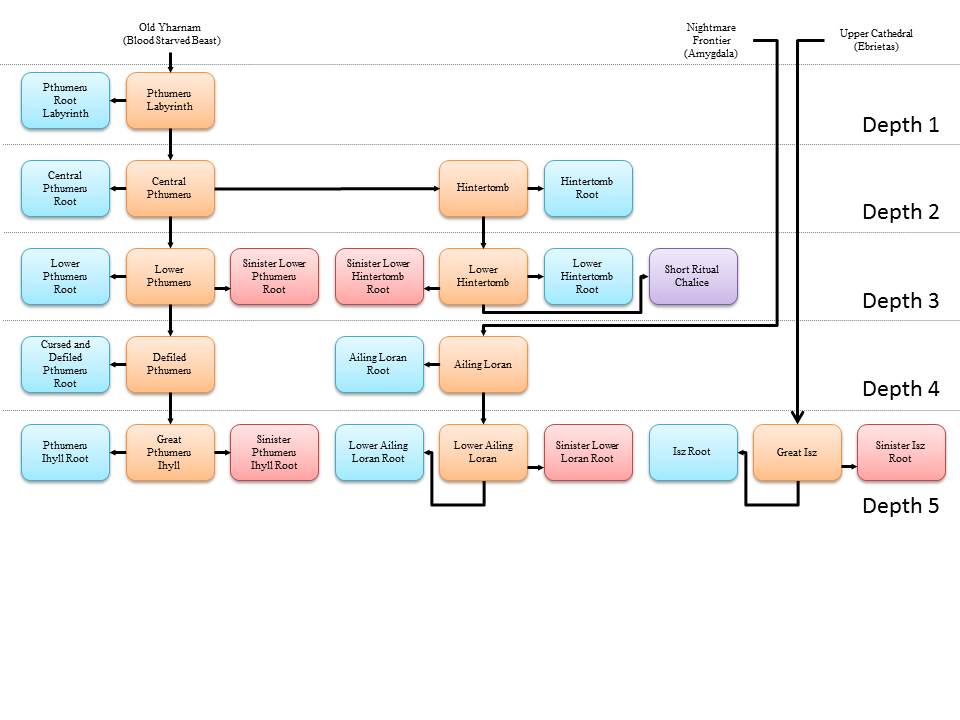 Old Yharnam
(Blood Starved Beast)
Nightmare
Frontier
(Amygdala)
Upper Cathedral
(Ebrietas)
Pthumeru
Root
Labyrinth
Pthumeru
Labyrinth
Depth 1
Central
Pthumeru
Root
Central
Pthumeru
Hintertomb
Hintertomb
Root
Depth 2
Lower
Pthumeru
Root
Lower
Pthumeru
Sinister Lower
Pthumeru
Root
Sinister Lower
Hintertomb
Root
Lower
Hintertomb
Lower
Hintertomb
Root
Short Ritual
Chalice
Depth 3
Cursed and
Defiled
Pthumeru
Root
Defiled
Pthumeru
Ailing Loran
Root
Ailing Loran
Depth 4
Pthumeru
Ihyll Root
Great
Pthumeru
Ihyll
Sinister
Pthumeru
Ihyll Root
Lower Ailing
Loran Root
Lower Ailing
Loran
Sinister Lower
Loran Root
Isz Root
Great Isz
Sinister Isz
Root
Depth 5